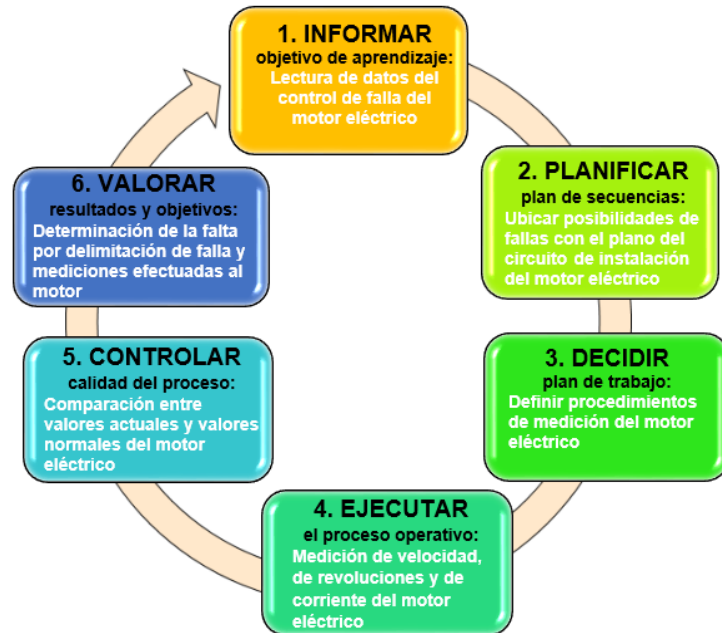 1. INFORMAR
objetivo de aprendizaje:
Lectura de datos del
control de falla del
motor eléctrico
2. PLANIFICAR
plan de secuencias:
Ubicar posibilidades de
fallas con el plano del
circuito de instalación
del motor eléctrico
3. DECIDIR
plan de trabajo:
Definir procedimientos
de medición del motor
eléctrico
4. EJECUTAR
el proceso operativo:
Medición de velocidad,
de revoluciones y de
corriente del motor
eléctrico
5. CONTROLAR
calidad del proceso:
Comparación entre
valores actuales y valores
normales del motor
eléctrico
6. VALORAR
resultados y objetivos:
Determinación de la falta
por delimitación de falla y
mediciones efectuadas al
motor